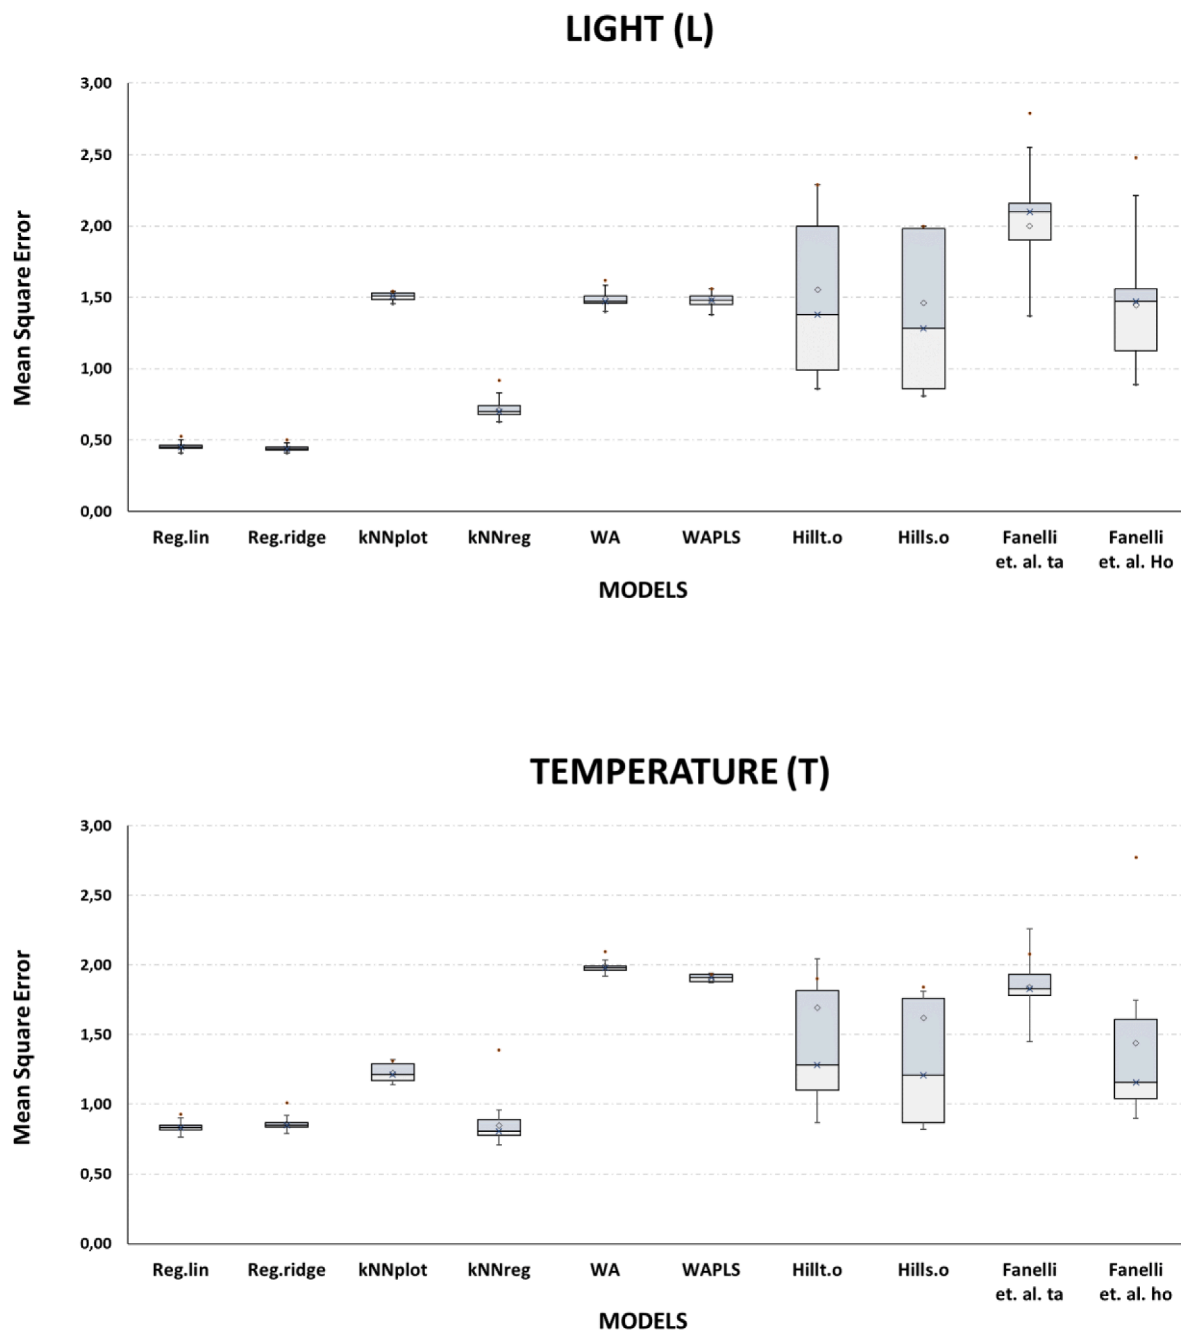 LIGHT (L)
3,00
2,50
2,00
1,50
1,00
0,50
0,00
Mean Square Error
Reg.lin Reg.ridge kNNplot kNNreg WA WAPLS Hillt.o Hills.o Fanelli et. al. ta Fanelli et. al. Ho
MODELS
TEMPERATURE (T)
3,00
2,50
2,00
1,50
1,00
0,50
0,00
Mean Square Error
Reg.lin Reg.ridge kNNplot kNNreg WA WAPLS Hillt.o Hills.o Fanelli et. al. ta Fanelli et. al. ho
MODELS